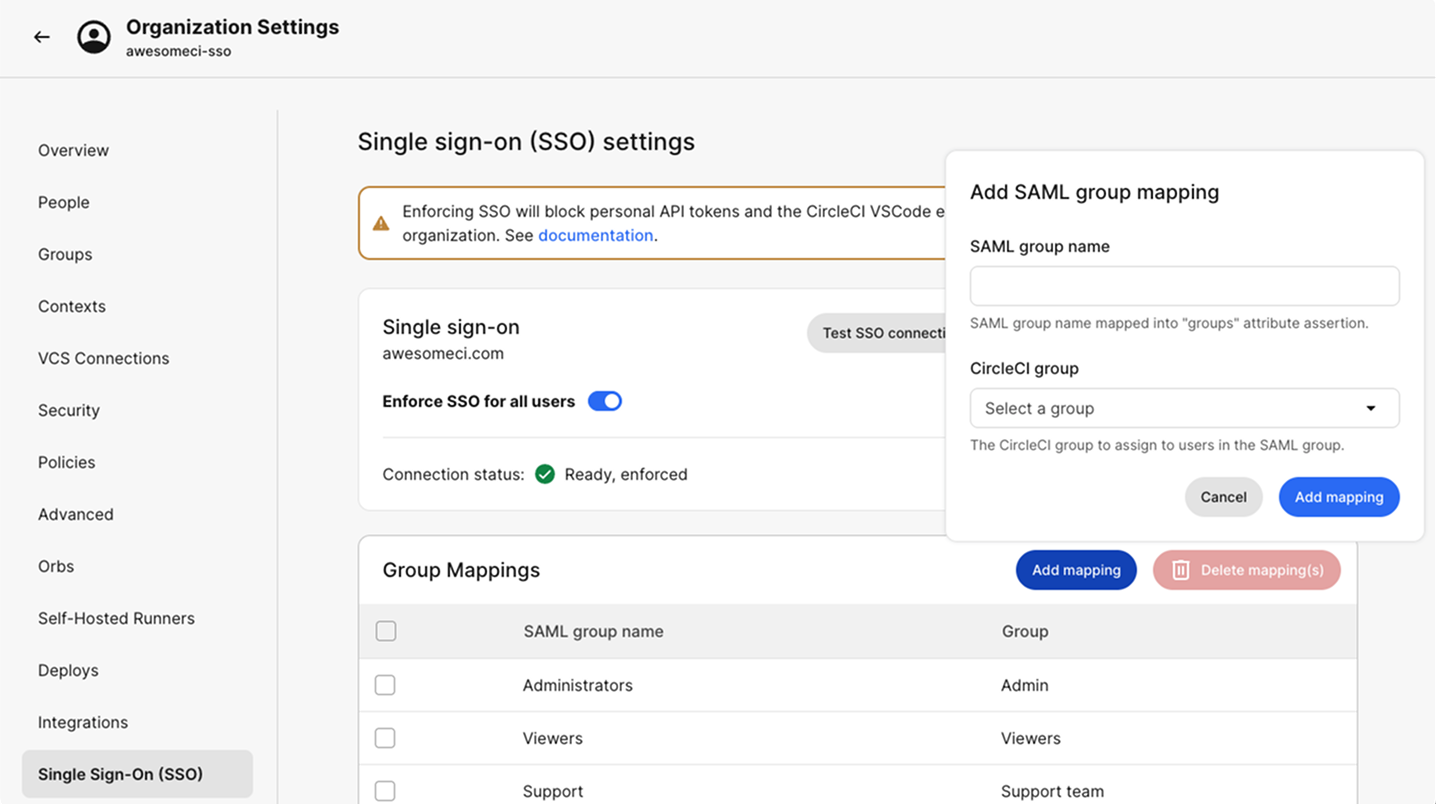 Organization Settings
awesomeci-sso
Overview
People
Groups
Contexts
VCS Connections
Security
Policies
Advanced
Orbs
Self-Hosted Runners
Deploys
Integrations
Single Sign-On (SSO)
Single sign-on (SSO) settings
Enforcing SSO will block personal API tokens and the CircleCI VSCode
organization. See documentation.
Single sign-on
awesomeci.com
Test SSO
Enforce SSO for all users
Connection status: Ready, enforced
Add SAML group mapping
SAML group name
SAML group name mapped into "groups" attribute assertion.
CircleCI group
Select a group
The CircleCI group to assign to users in the SAML group.
Cancel Add mapping
Group Mappings Add mapping Delete mapping(s)
SAML group name Group
Administrators Admin
Viewers Viewers
Support Support team